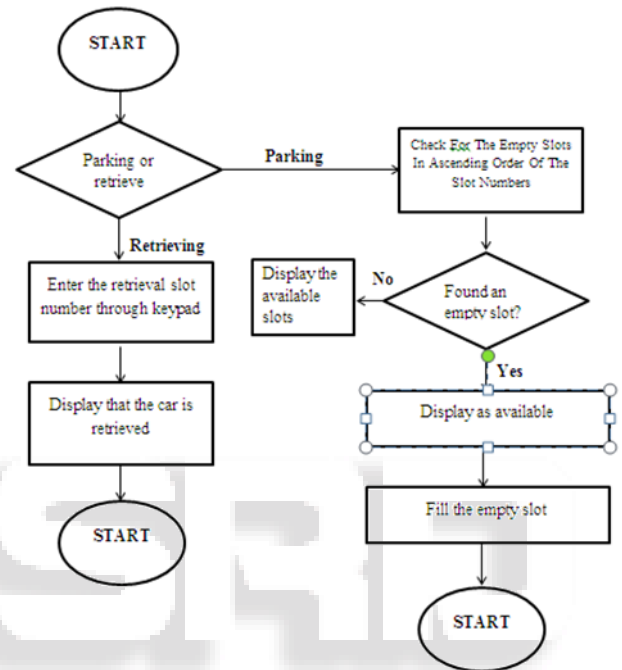 START
Parking or
retrieve
Parking
Check For The Empty Slots
In Ascending Order Of The
Slot Numbers
Retrieving
Enter the retrieval slot
number through keypad
Display the
available
slots
No
Found an
empty slot?
Yes
Display that the car is
retrieved
Display as available
Fill the empty slot
START
START